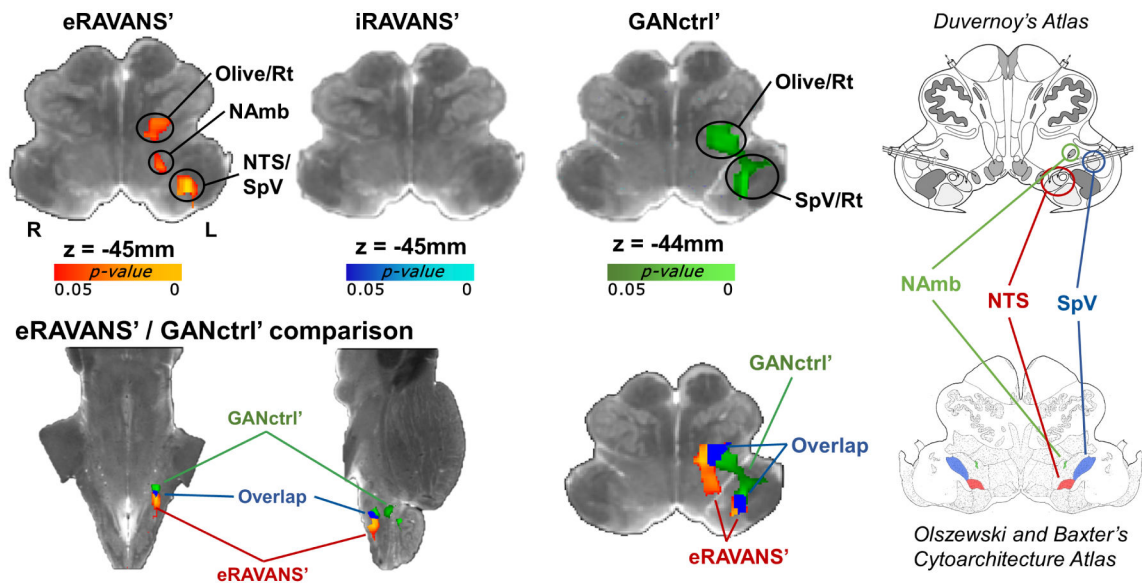 eRAVANS’
iRAVANS’
GANctrl’
Duvernoy’s Atlas
Olive/Rt
NAmb
NTS/
SpV
R
L
Olive/Rt
SpV/Rt
z = -45mm
p-value
0.05
0
z = -45mm
p-value
0.05
0
z = -44mm
p-value
0.05
0
NAmb
NTS
SpV
eRAVANS’ / GANctrl’ comparison
GANctrl’
Overlap
eRAVANS’
GANctrl’
Overlap
eRAVANS’
Olszewski and Baxter’s
Cytoarchitecture Atlas